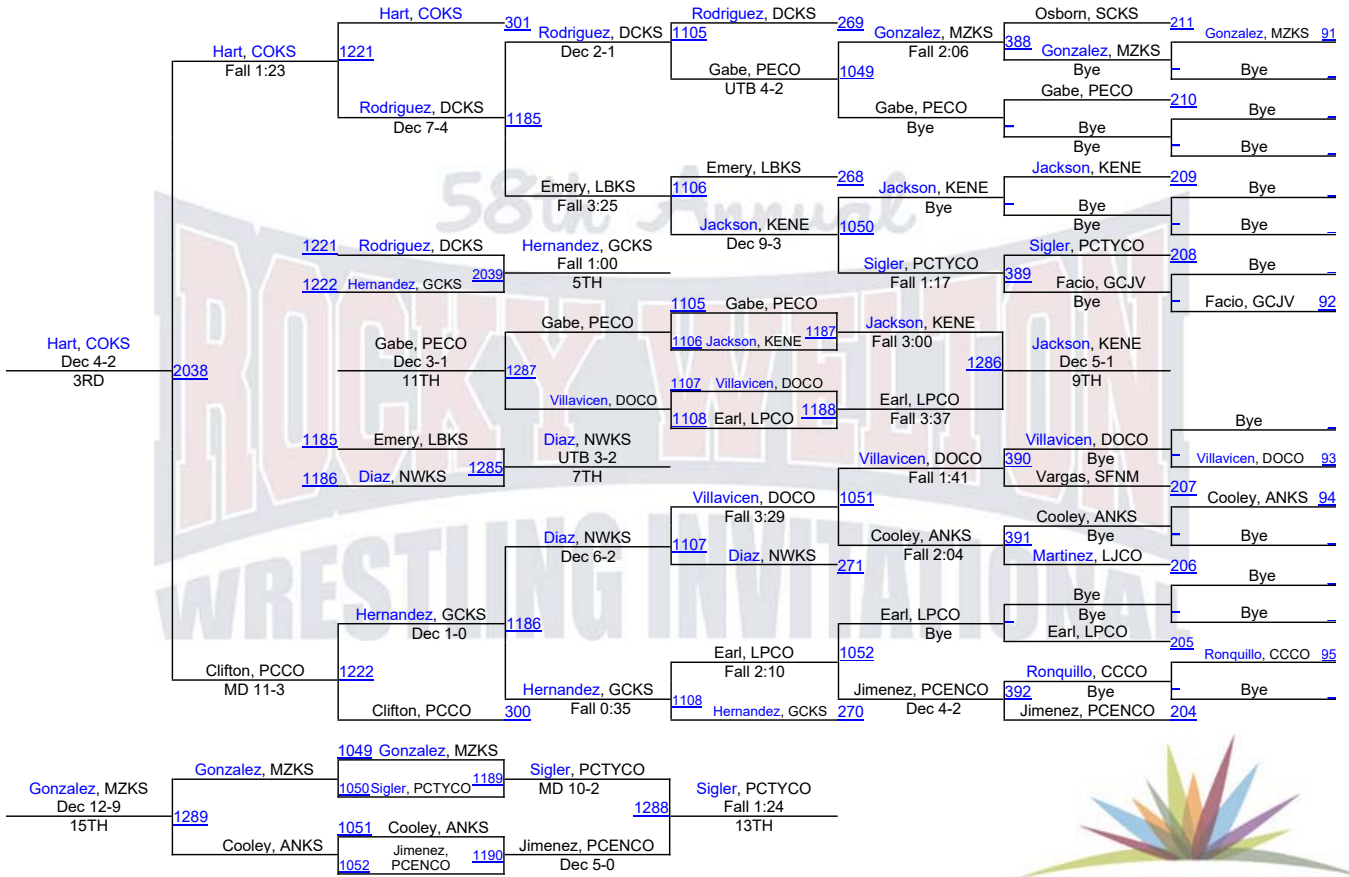 Hart, COKS
301
Rodriguez, DCKS
269
Osborn, SCKS
211
Rodriguez, DCKS
1105
Gonzalez, MZKS
Gonzalez, MZKS 91
Hart, COKS
1221
Dec 2-1
Fall 2:06
388
Gonzalez, MZKS
Fall 1:23
Gabe, PECO
1049
Bye
Bye
UTB 4-2
Gabe, PECO
Rodriguez, DCKS
1185
Gabe, PECO
210
Bye
Dec 7-4
Bye
Bye
Bye
Bye
58th Annual
Emery, LBKS
268
Jackson, KENE
209
Emery, LBKS
1106
Jackson, KENE
Bye
Fall 3:25
Bye
Bye
Jackson, KENE
1050
Bye
Bye
Dec 9-3
1221
Rodriguez, DCKS
Hernandez, GCKS
Sigler, PCTYCO
208
Fall 1:00
Sigler, PCTYCO
Bye
1222
Hernandez, GCKS
2039
5TH
Fall 1:17
389
Facio, GCJV
Bye
Facio, GCJV 92
1105
Gabe, PECO
Gabe, PECO
1187
Jackson, KENE
Hart, COKS
Gabe, PECO
1106
Jackson, KENE
Fall 3:00
Jackson, KENE
Dec 4-2
Dec 3-1
1286
Dec 5-1
3RD
2038
11TH
1287
9TH
1107
Villavicen, DOCO
Villavicen, DOCO
1188
Earl, LPCO
1108
Earl, LPCO
Fall 3:37
Bye
ROCKY WELTON
1185
Emery, LBKS
Diaz, NWKS
Villavicen, DOCO
UTB 3-2
Villavicen, DOCO
390
Bye
Villavicen, DOCO 93
1186
Diaz, NWKS
1285
7TH
Fall 1:41
Vargas, SFNM
207
Villavicen, DOCO
1051
Cooley, ANKS 94
Fall 3:29
Cooley, ANKS
Diaz, NWKS
1107
Cooley, ANKS
391
Bye
Bye
Dec 6-2
Fall 2:04
Diaz, NWKS
271
Martinez, LJCO
206
Bye
WRESTLING INVITATIONAL
Bye
Hernandez, GCKS
1186
Earl, LPCO
Bye
Bye
Dec 1-0
Bye
Earl, LPCO
205
Earl, LPCO
1052
Ronquillo, CCCO 95
Clifton, PCCO
1222
Fall 2:10
Ronquillo, CCCO
MD 11-3
Hernandez, GCKS
1108
Jimenez, PCENCO
392
Bye
Bye
Fall 0:35
Dec 4-2
Clifton, PCCO
300
Hernandez, GCKS
270
Jimenez, PCENCO
204
1049
Gonzalez, MZKS
Gonzalez, MZKS
1189
Sigler, PCTYCO
Gonzalez, MZKS
1050
Sigler, PCTYCO
MD 10-2
Sigler, PCTYCO
Dec 12-9
1288
Fall 1:24
15TH
1289
13TH
1051
Cooley, ANKS
Cooley, ANKS
Jimenez,
1190
Jimenez, PCENCO
1052
PCENCO
Dec 5-0